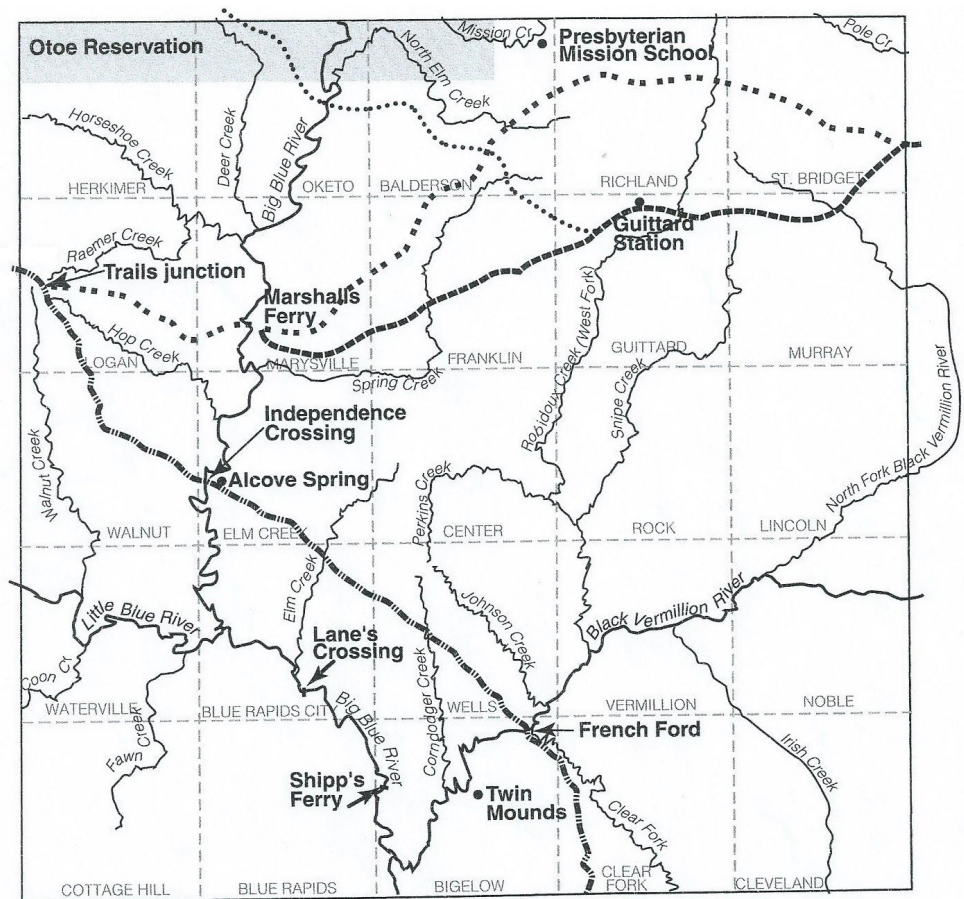 Mission Cr.
Pole Cr.
Otoe Reservation
Presbyterian
Mission School
North Elm Creek
Horseshoe Creek
Deer Creek
Big Blue River
HERKIMER
OKETO
BALDERSON
RICHLAND
ST. BRIDGET
Raemer Creek
Guittard
Station
Trails junction
Marshalls
Ferry
Hop Creek
LOGAN
MARYSVILLE
FRANKLIN
GUITTARD
MURRAY
Spring Creek
Robidoux Creek (West Fork)
Snipe Creek
Independence
Crossing
Walnut Creek
Alcove Spring
Perkins Creek
North Fork Black Vermillion River
WALNUT
ELM CREEK
CENTER
ROCK
LINCOLN
Elm Creek
Johnson Creek
Black Vermillion River
Little Blue River
Lane's
Crossing
Coon Cr
WATERVILLE
BLUE RAPIDS CIT
Big Blue River
Corndodger Creek
WELLS
VERMILLION
NOBLE
Fawn Creek
French Ford
Irish Creek
Shipp's
Ferry
Twin
Mounds
Clear Fork
COTTAGE HILL
BLUE RAPIDS
BIGELOW
CLEAR
FORK
CLEVELAND